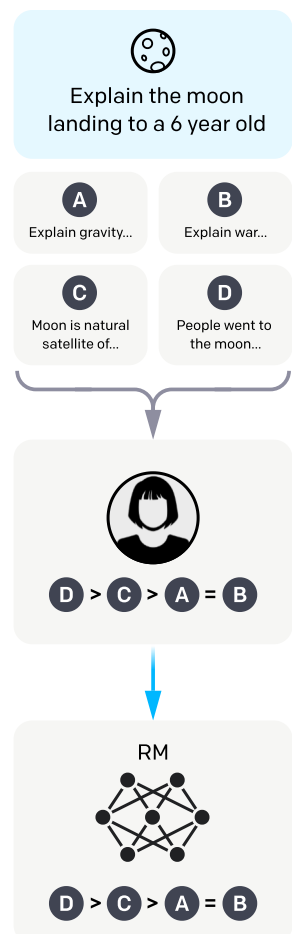 Explain the moon
landing to a 6 year old
A
Explain gravity...
B
Explain war...
C
Moon is natural
satellite of...
D
People went to
the moon...
D > C > A = B
RM
D > C > A = B